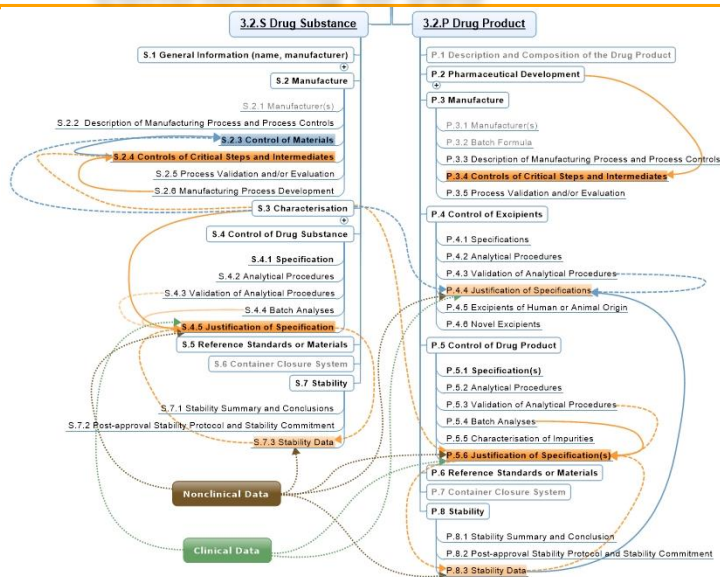 3.2.S Drug Substance
S.1 General Information (name, manufacturer)
S.2 Manufacture
S.2.1 Manufacturer(s)
S.2.2 Description of Manufacturing Process and Process Controls
S.2.3 Control of Materials
S.2.4 Controls of Critical Steps and Intermediates
S.2.5 Process Validation and/or Evaluation
S.2.6 Manufacturing Process Development
S.3 Characterisation
S.4 Control of Drug Substance
S.4.1 Specification
S.4.2 Analytical Procedures
S.4.3 Validation of Analytical Procedures
S.4.4 Batch Analyses
S.4.5 Justification of Specification
S.5 Reference Standards or Materials
S.6 Container Closure System
S.7 Stability
S.7.1 Stability Summary and Conclusions
S.7.2 Post-approval Stability Protocol and Stability Commitment
S.7.3 Stability Data
Nonclinical Data
Clinical Data
3.2.P Drug Product
P.1 Description and Composition of the Drug Product
P.2 Pharmaceutical Development
P.3 Manufacture
P.3.1 Manufacturer(s)
P.3.2 Batch Formula
P.3.3 Description of Manufacturing Process and Process Controls
P.3.4 Controls of Critical Steps and Intermediates
P.3.5 Process Validation and/or Evaluation
P.4 Control of Excipients
P.4.1 Specifications
P.4.2 Analytical Procedures
P.4.3 Validation of Analytical Procedures
P.4.4 Justification of Specifications
P.4.5 Excipients of Human or Animal Origin
P.4.6 Novel Excipients
P.5 Control of Drug Product
P.5.1 Specification(s)
P.5.2 Analytical Procedures
P.5.3 Validation of Analytical Procedures
P.5.4 Batch Analyses
P.5.5 Characterisation of Impurities
P.5.6 Justification of Specification(s)
P.6 Reference Standards or Materials
P.7 Container Closure System
P.8 Stability
P.8.1 Stability Summary and Conclusion
P.8.2 Post-approval Stability Protocol and Stability Commitment
P.8.3 Stability Data